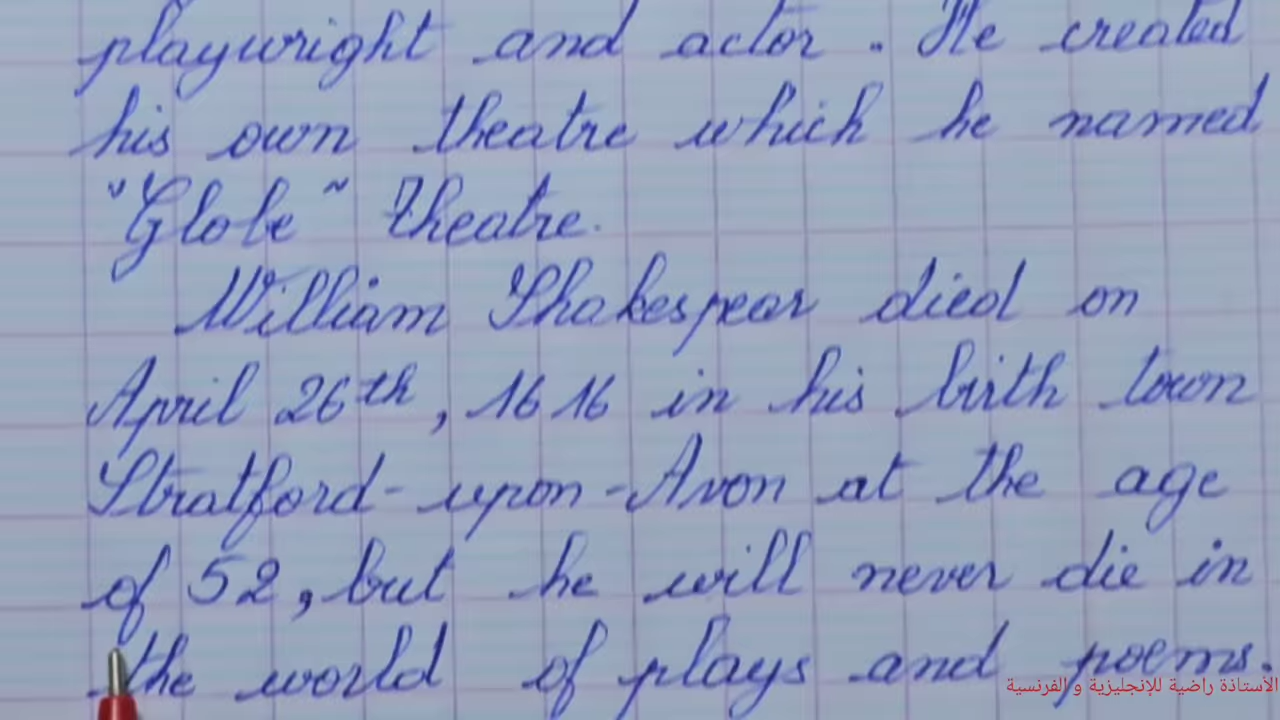 playwright and actor. He created
his own theatre which he named
"Globe" Theatre.
William Shakespear died on
April 26th, 1616 in his birth town
Stratford-upon-Avon at the age
of 52, but he will never die in
the world of plays and poems.
الأستاذة راضية للإنجليزية و الفرنسية